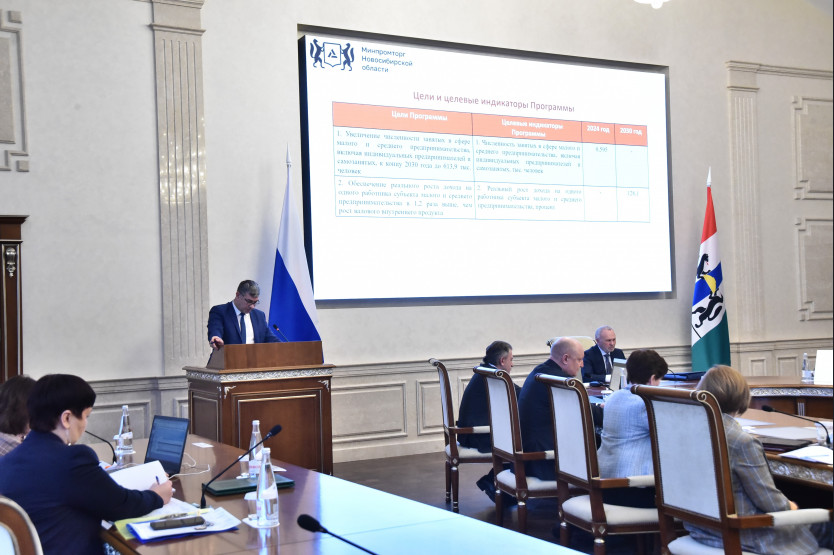 Минпромторг
Новосибирской
области
Цели и целевые индикаторы Программы
Цели Программы
Целевые индикаторы
Программы
2024 год
2030 год
1. Увеличение численности занятых в сфере
малого и среднего предпринимательства,
включая индивидуальных предпринимателей и
самозанятых, к концу 2030 года до 613,9 тыс.
человек
1. Численность занятых в сфере малого и
среднего предпринимательства, включая
индивидуальных предпринимателей и
самозанятых, тыс. человек
2. Обеспечение реального роста дохода на
одного работника субъекта малого и среднего
предпринимательства в 1,2 раза выше, чем
рост валового внутреннего продукта
2. Реальный рост дохода на одного
работника субъекта малого и среднего
предпринимательства, процент
-